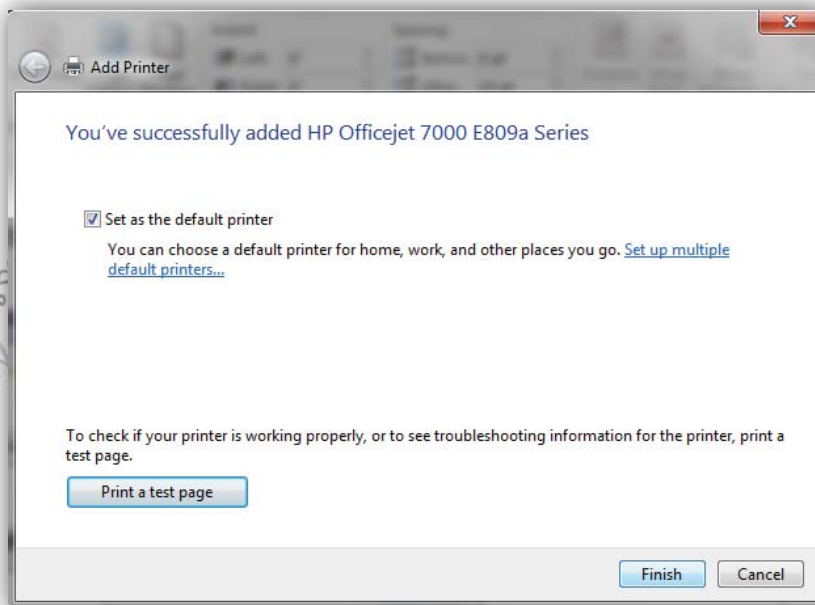 Add Printer
You've successfully added HP Officejet 7000 E809a Series
Set as the default printer
You can choose a default printer for home, work, and other places you go. Set up multiple
default printers...
To check if your printer is working properly, or to see troubleshooting information for the printer, print a
test page.
Print a test page
Finish Cancel